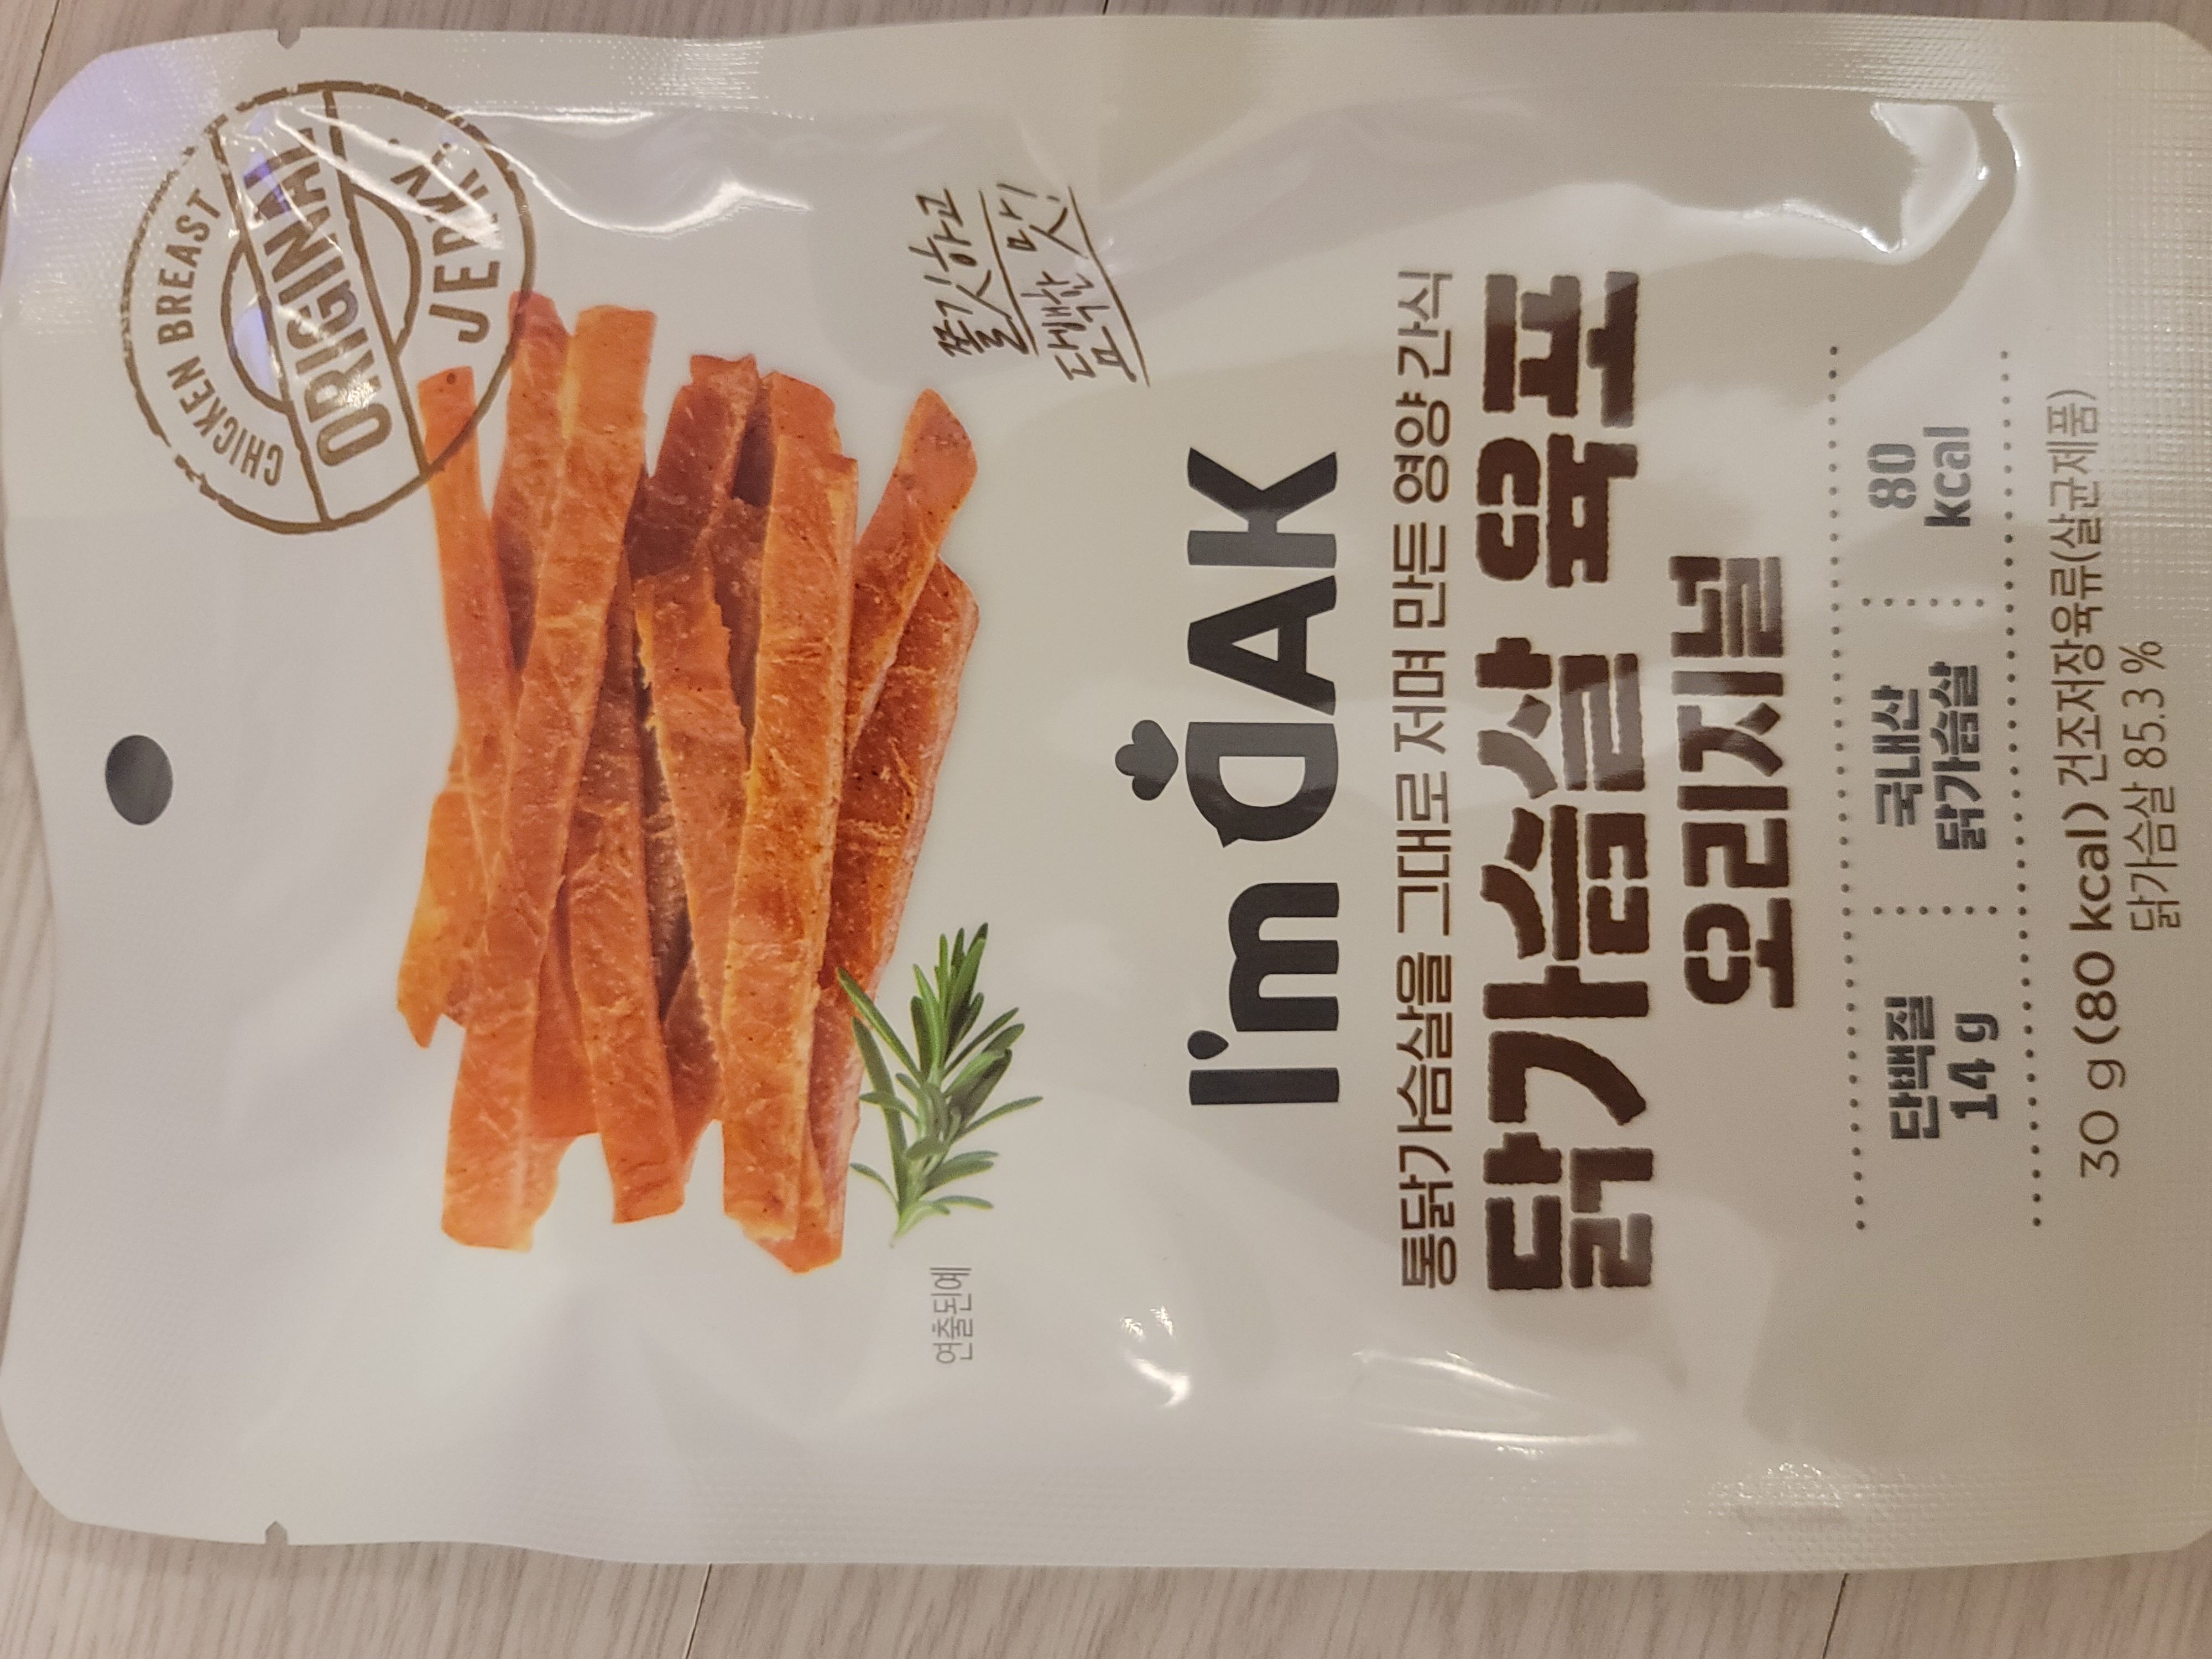 CHICKEN BREAST
ORIGINAL
JERKY
쫄깃하고
담백한 맛!
연출된예
I'm DAK
통닭가슴살을 그대로 저며 만든 영양 간식
닭가슴살 육포
오리지널
단백질
14 g
국내산
닭가슴살
80
kcal
30 g (80 kcal) 건조저장육류(살균제품)
닭가슴살 85.3 %